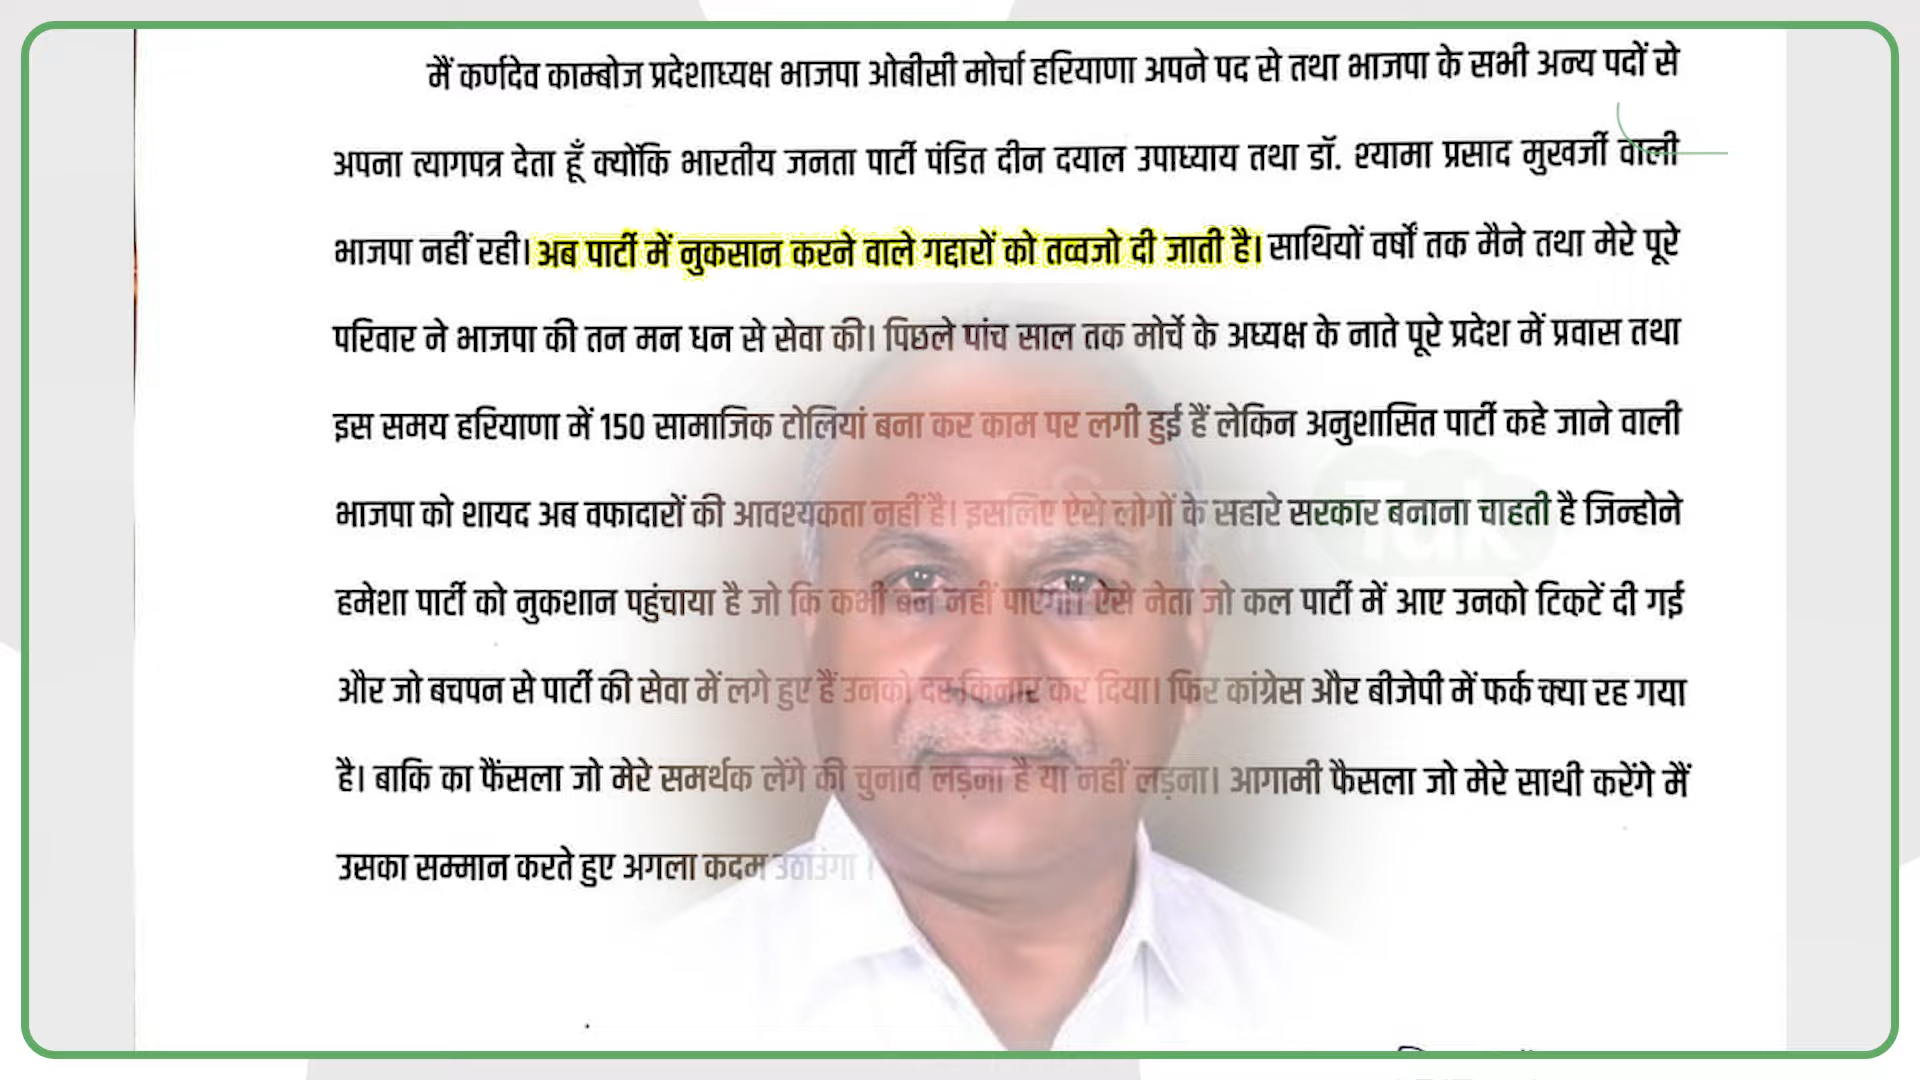 मैं कर्णदेव काम्बोज प्रदेशाध्यक्ष भाजपा ओबीसी मोर्चा हरियाणा अपने पद से तथा भाजपा के सभी अन्य पदों से
अपना त्यागपत्र देता हूँ क्योंकि भारतीय जनता पार्टी पंडित दीन दयाल उपाध्याय तथा डॉ. श्यामा प्रसाद मुखर्जी वाली
भाजपा नहीं रही। अब पार्टी में नुकसान करने वाले गद्दारों को तव्वजो दी जाती है। साथियों वर्षों तक मैने तथा मेरे पूरे
परिवार ने भाजपा की तन मन धन से सेवा की। पिछले पांच साल तक मोर्चे के अध्यक्ष के नाते पूरे प्रदेश में प्रवास तथा
इस समय हरियाणा में 150 सामाजिक टोलियां बना कर काम पर लगी हुई हैं लेकिन अनुशासित पार्टी कहे जाने वाली
भाजपा को शायद अब वफादारों की आवश्यकता नहीं है। इसलिए ऐसे लोगों के सहारे सरकार बनाना चाहती है जिन्होने
हमेशा पार्टी को नुकशान पहुंचाया है जो कि कभी बन नहीं पाएगी। ऐसे नेता जो कल पार्टी में आए उनको टिकटें दी गई
और जो बचपन से पार्टी की सेवा में लगे हुए हैं उनको दर किनार कर दिया। फिर कांग्रेस और बीजेपी में फर्क क्या रह गया
है। बाकि का फैंसला जो मेरे समर्थक लेंगे की चुनाव लड़ना है या नहीं लड़ना। आगामी फैसला जो मेरे साथी करेंगे मैं
उसका सम्मान करते हुए अगला कदम उठाउंगा ।
Tak